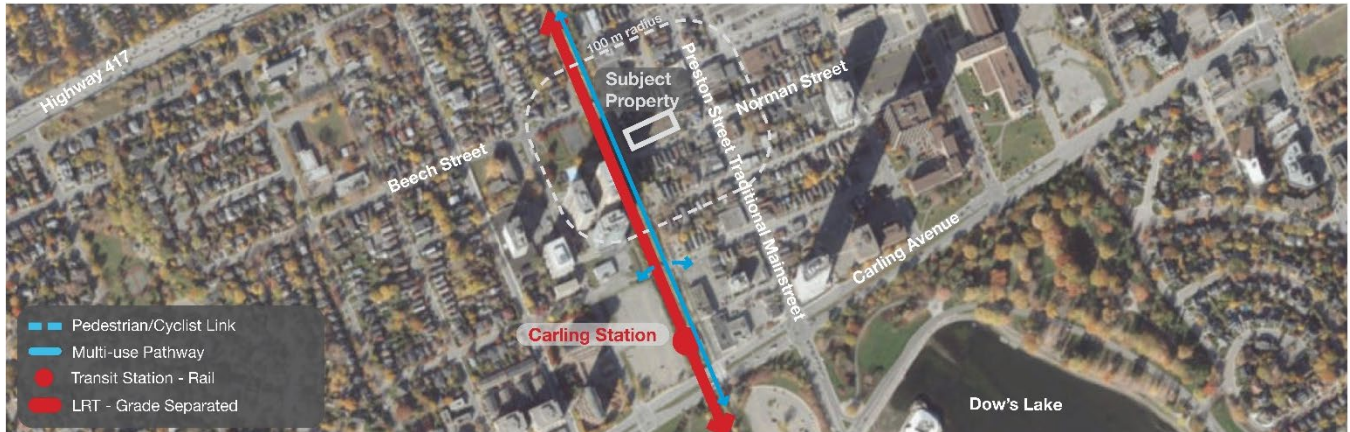 Highway 417
100 m radius
Subject
Property
Preston Street Traditional Mainstreet
Norman Street
Beech Street
Carling Avenue
Carling Station
Dow's Lake
Pedestrian/Cyclist Link
Multi-use Pathway
Transit Station - Rail
LRT - Grade Separated